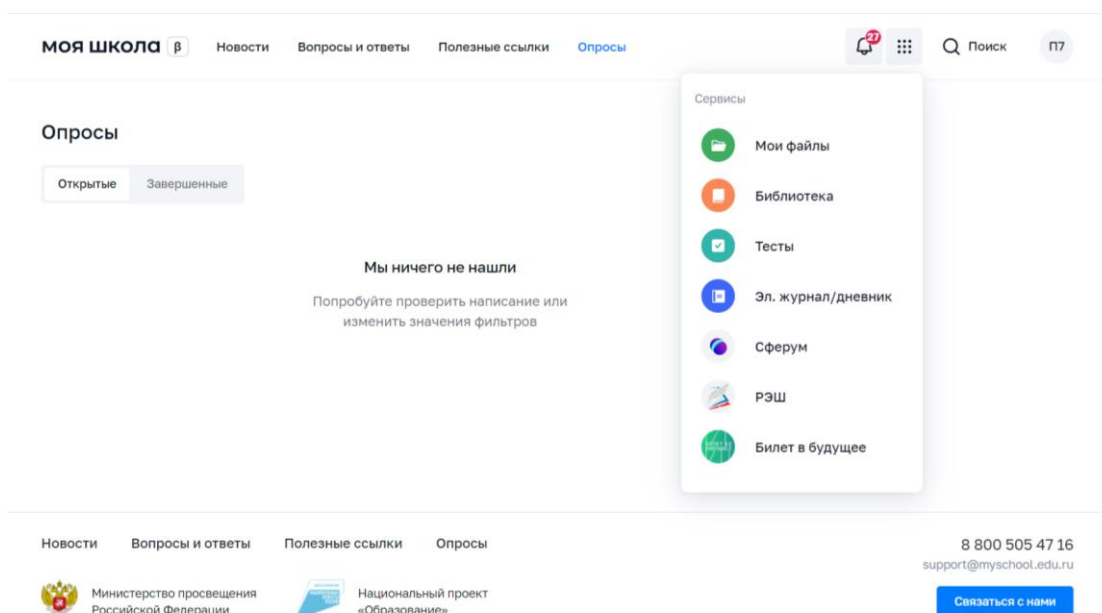 МОЯ ШКОЛА β
Новости
Вопросы и ответы
Полезные ссылки
Опросы
27
Поиск
П7
Опросы
Открытые
Завершенные
Мы ничего не нашли
Попробуйте проверить написание или
изменить значения фильтров
Сервисы
Мои файлы
Библиотека
Тесты
Эл. журнал/дневник
Сферум
РЭШ
Билет в будущее
Новости
Вопросы и ответы
Полезные ссылки
Опросы
8 800 505 47 16
support@myschool.edu.ru
Министерство просвещения
Российской Федерации
Национальный проект
«Образование»
Связаться с нами